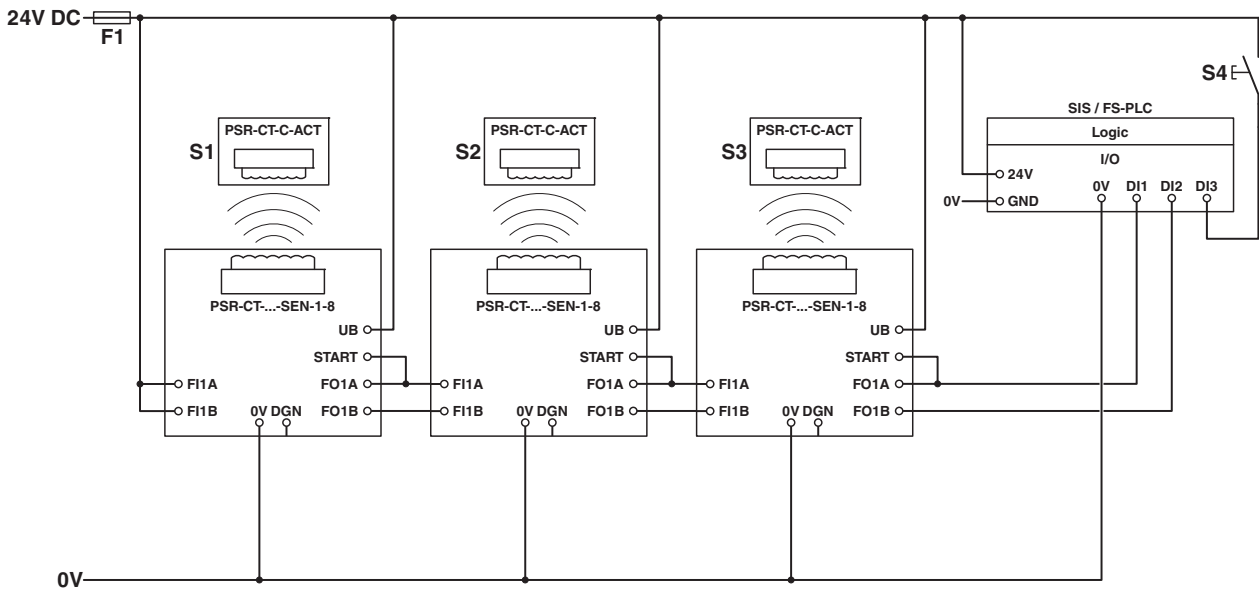 24V DC
F1
S4
SIS / FS-PLC
Logic
I/O
24V
0V DI1 DI2 DI3
0V GND
S1 PSR-CT-C-ACT
S2 PSR-CT-C-ACT
S3 PSR-CT-C-ACT
PSR-CT-...-SEN-1-8
UB
START
FI1A FO1A
FI1B 0V DGN FO1B
PSR-CT-...-SEN-1-8
UB
START
FI1A FO1A
FI1B 0V DGN FO1B
PSR-CT-...-SEN-1-8
UB
START
FI1A FO1A
FI1B 0V DGN FO1B
0V